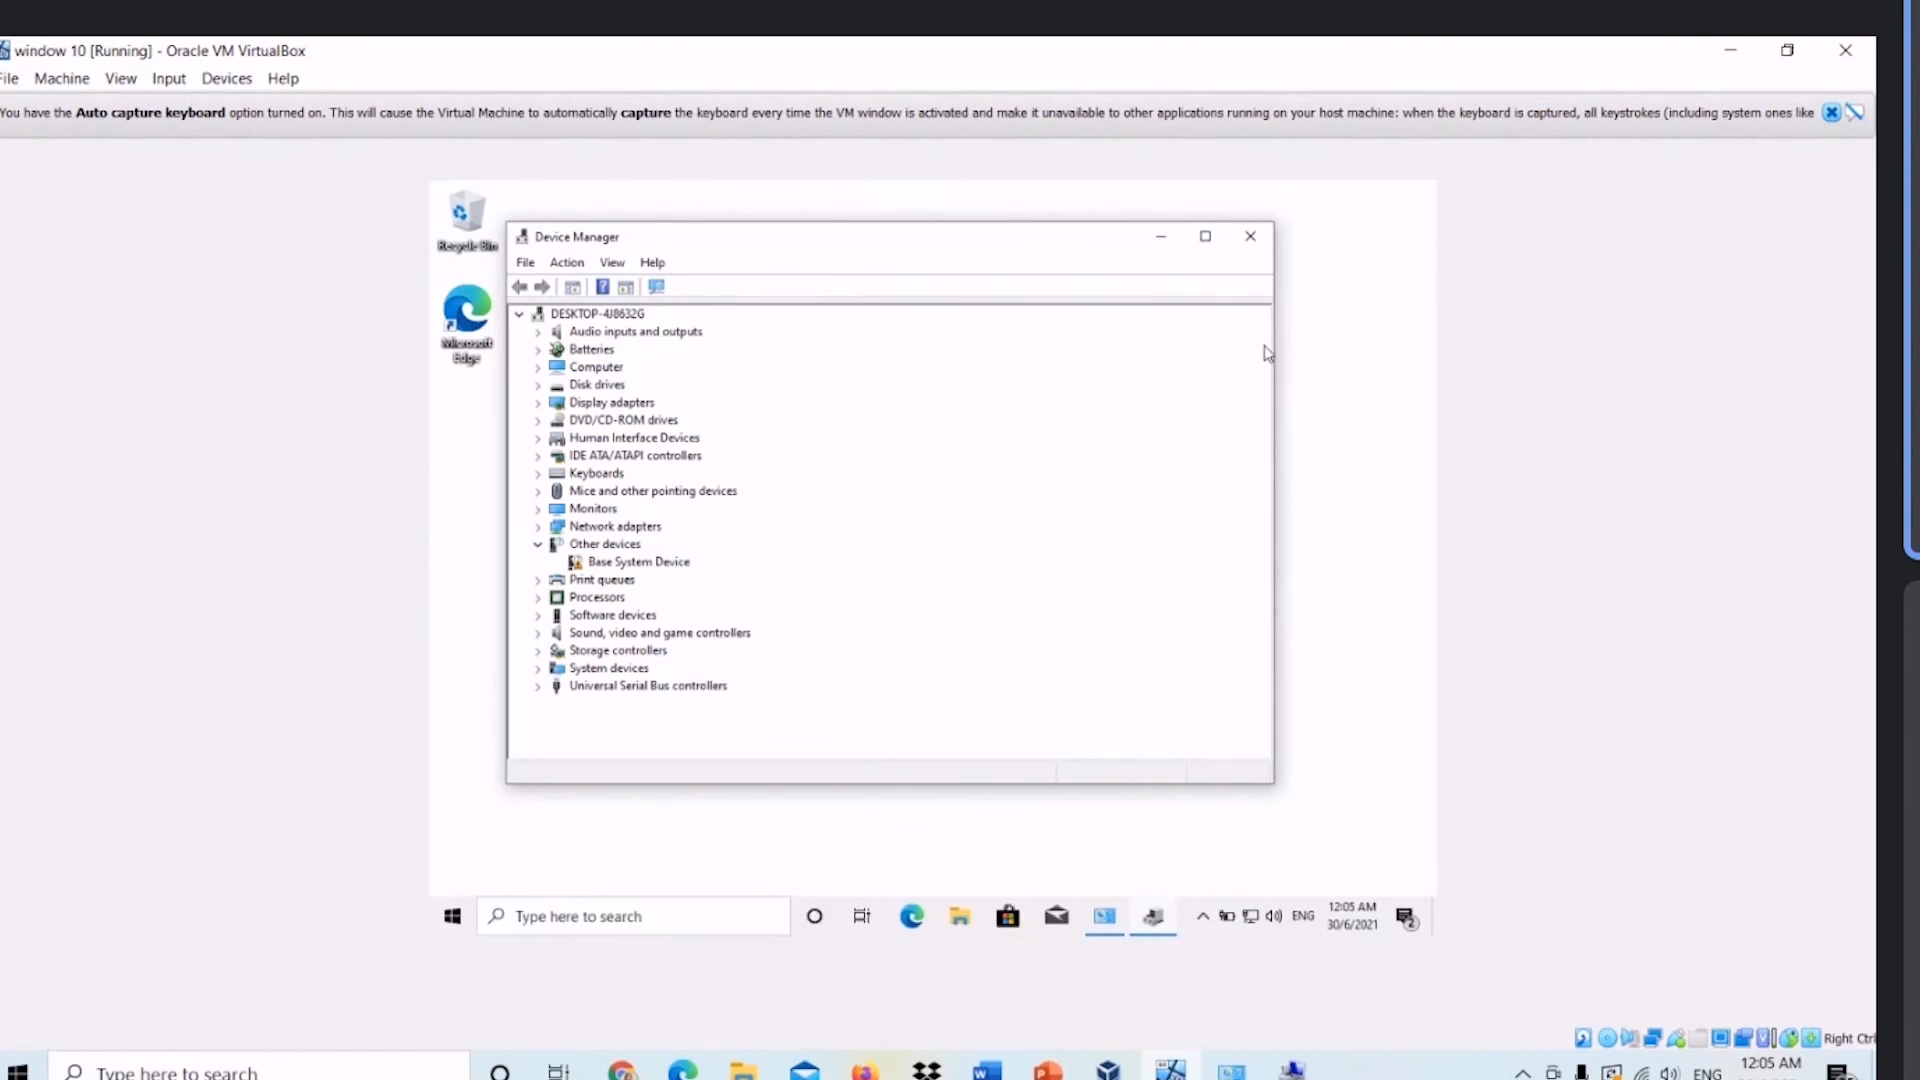 window 10 [Running] - Oracle VM VirtualBox
File Machine View Input Devices Help
You have the Auto capture keyboard option turned on. This will cause the Virtual Machine to automatically capture the keyboard every time the VM window is activated and make it unavailable to other applications running on your host machine: when the keyboard is captured, all keystrokes (including system ones like
Recycle Bin
Microsoft
Edge
Device Manager
File Action View Help
DESKTOP-4J8632G
Audio inputs and outputs
Batteries
Computer
Disk drives
Display adapters
DVD/CD-ROM drives
Human Interface Devices
IDE ATA/ATAPI controllers
Keyboards
Mice and other pointing devices
Monitors
Network adapters
Other devices
Base System Device
Print queues
Processors
Software devices
Sound, video and game controllers
Storage controllers
System devices
Universal Serial Bus controllers
Type here to search
ENG
12:05 AM
30/6/2021
2
Right Ctrl
Type here to search
ENG
12:05 AM